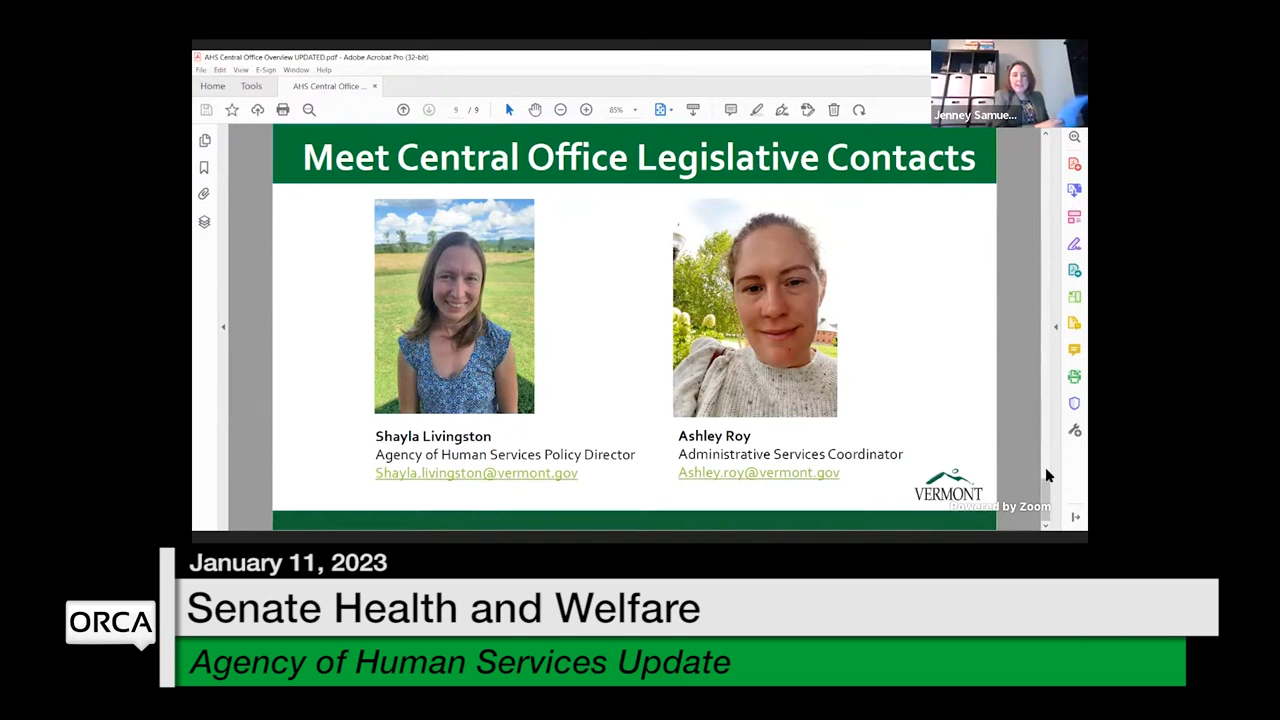 AHS Central Office Overview UPDATED.pdf - Adobe Acrobat Pro (32-bit)
File Edit View E-Sign Window Help
Home Tools AHS Central Office ... ×
9 / 9 85%
Jenney Samue...
Meet Central Office Legislative Contacts
Shayla Livingston
Agency of Human Services Policy Director
Shayla.livingston@vermont.gov
Ashley Roy
Administrative Services Coordinator
Ashley.roy@vermont.gov
VERMONT
Powered by Zoom
January 11, 2023
ORCA
Senate Health and Welfare
Agency of Human Services Update